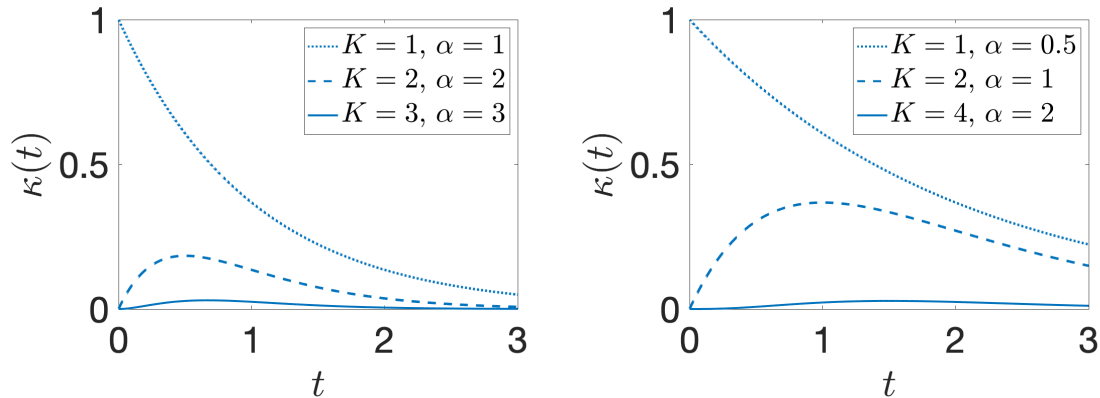 1
0.5
0
κ(t)
0 1 2 3
t
K = 1, α = 1
K = 2, α = 2
K = 3, α = 3
1
0.5
0
κ(t)
0 1 2 3
t
K = 1, α = 0.5
K = 2, α = 1
K = 4, α = 2